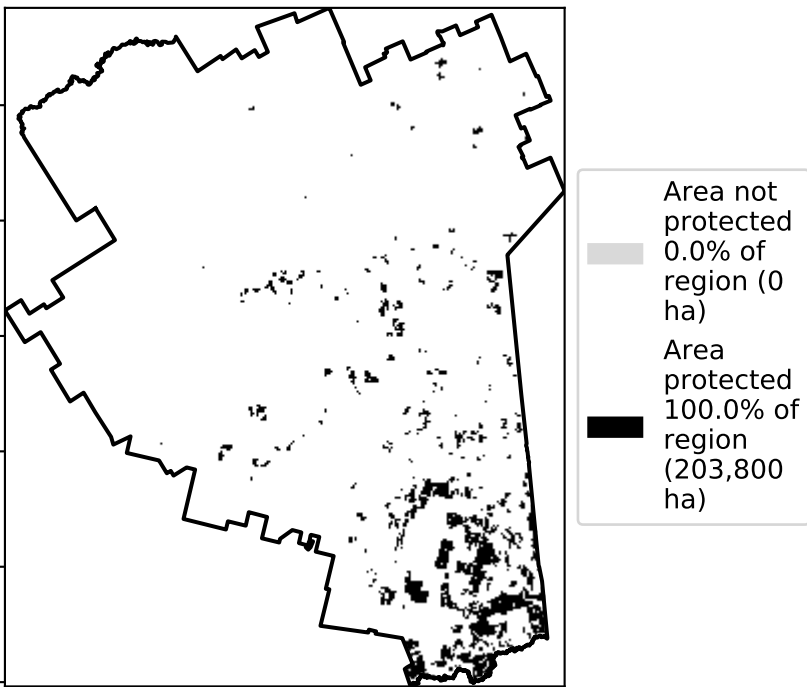 Area not
protected
0.0% of
region (0
ha)
Area
protected
100.0% of
region
(203,800
ha)